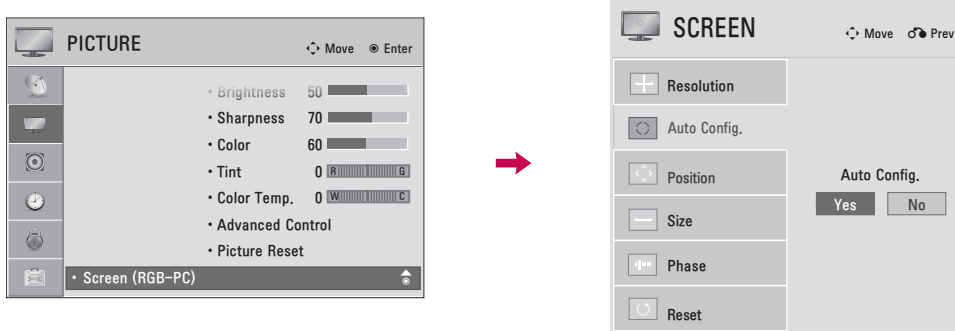 PICTURE
Move Enter
• Brightness 50
• Sharpness 70
• Color 60
• Tint 0 R G
• Color Temp. 0 W C
• Advanced Control
• Picture Reset
• Screen (RGB-PC)
SCREEN
Move Prev
Resolution
Auto Config.
Position
Size
Phase
Reset
Auto Config.
Yes No